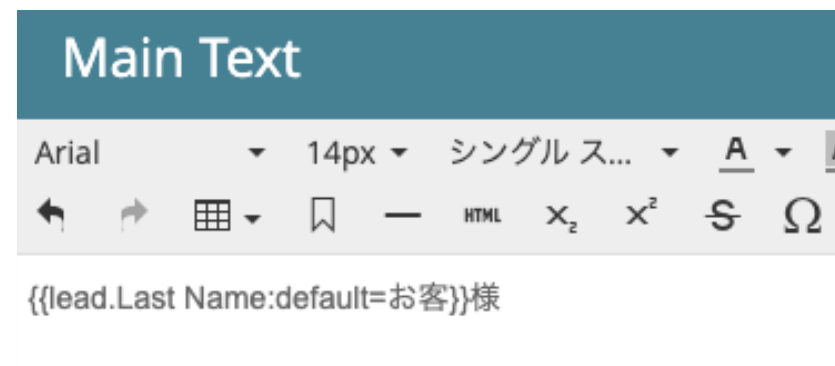 Main Text
Arial 14px シングル ス... A
HTML X₂ X² S Ω
{{lead.Last Name:default=お客}}様